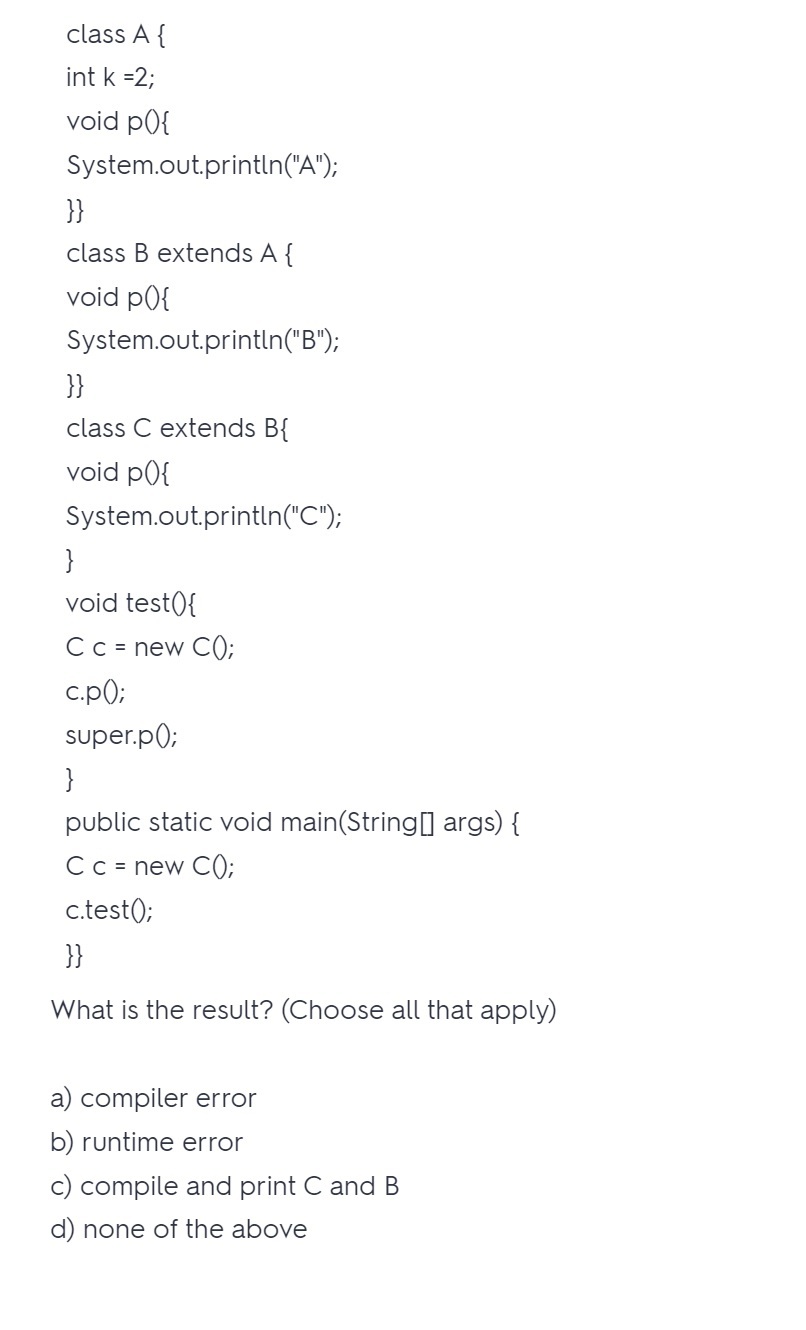 class A {
int k =2;
void p(){
System.out.println("A");
}}
class B extends A {
void p(){
System.out.println("B");
}}
class C extends B{
void p(){
System.out.println("C");
}
void test(){
C c = new C();
c.p();
super.p();
}
public static void main(String[] args) {
C c = new C();
c.test();
}}
What is the result? (Choose all that apply)
a) compiler error
b) runtime error
c) compile and print C and B
d) none of the above